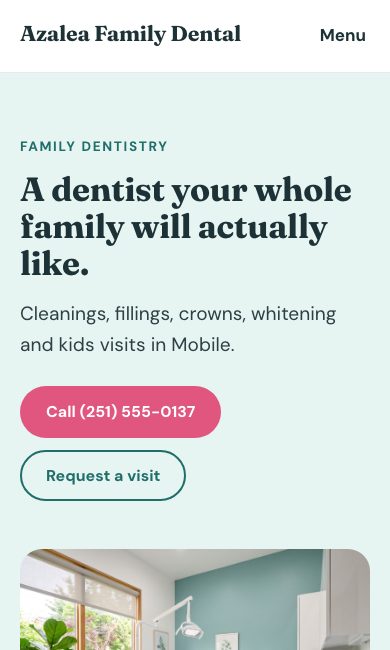 Azalea Family Dental
Menu
FAMILY DENTISTRY
A dentist your whole
family will actually
like.
Cleanings, fillings, crowns, whitening
and kids visits in Mobile.
Call (251) 555-0137
Request a visit